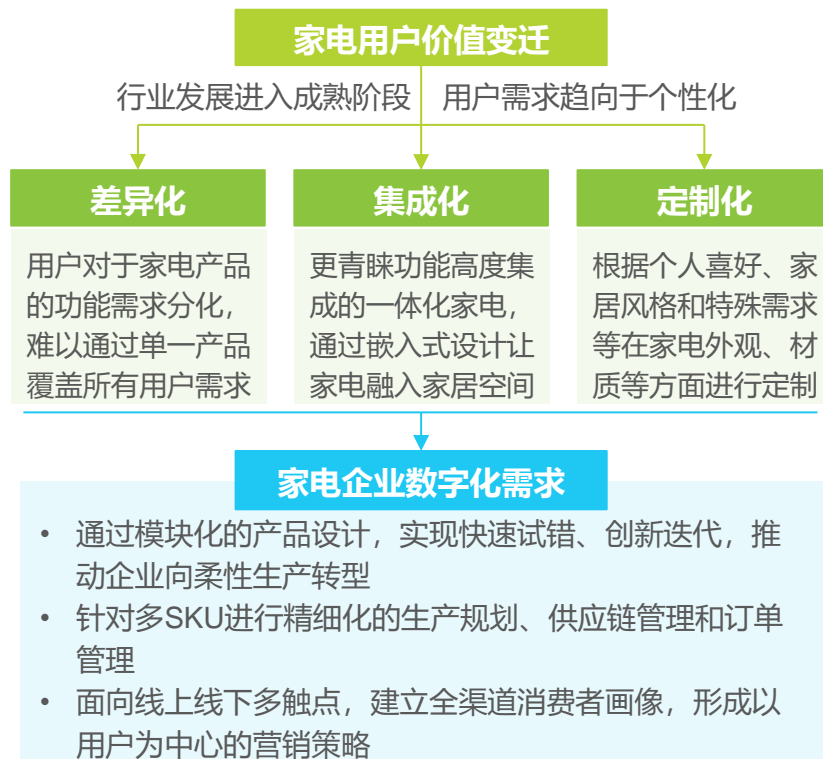 家电用户价值变迁
行业发展进入成熟阶段
用户需求趋向于个性化
差异化
用户对于家电产品
的功能需求分化，
难以通过单一产品
覆盖所有用户需求
集成化
更青睐功能高度集
成的一体化家电，
通过嵌入式设计让
家电融入家居空间
定制化
根据个人喜好、家
居风格和特殊需求
等在家电外观、材
质等方面进行定制
家电企业数字化需求
• 通过模块化的产品设计，实现快速试错、创新迭代，推
动企业向柔性生产转型
• 针对多SKU进行精细化的生产规划、供应链管理和订单
管理
• 面向线上线下多触点，建立全渠道消费者画像，形成以
用户为中心的营销策略